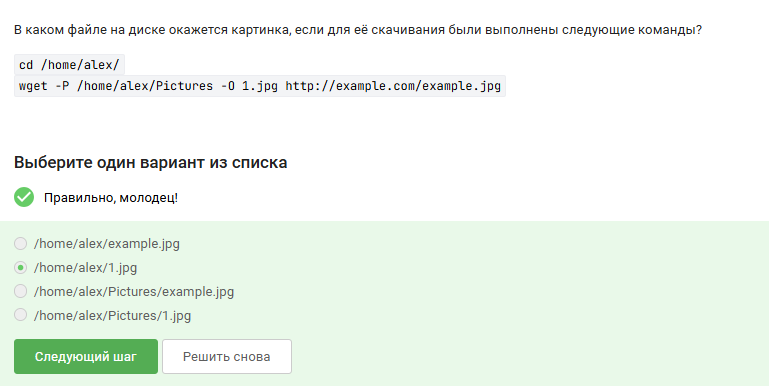 В каком файле на диске окажется картинка, если для её скачивания были выполнены следующие команды?
cd /home/alex/
wget -P /home/alex/Pictures -O 1.jpg http://example.com/example.jpg
Выберите один вариант из списка
Правильно, молодец!
/home/alex/example.jpg
/home/alex/1.jpg
/home/alex/Pictures/example.jpg
/home/alex/Pictures/1.jpg
Следующий шаг
Решить снова